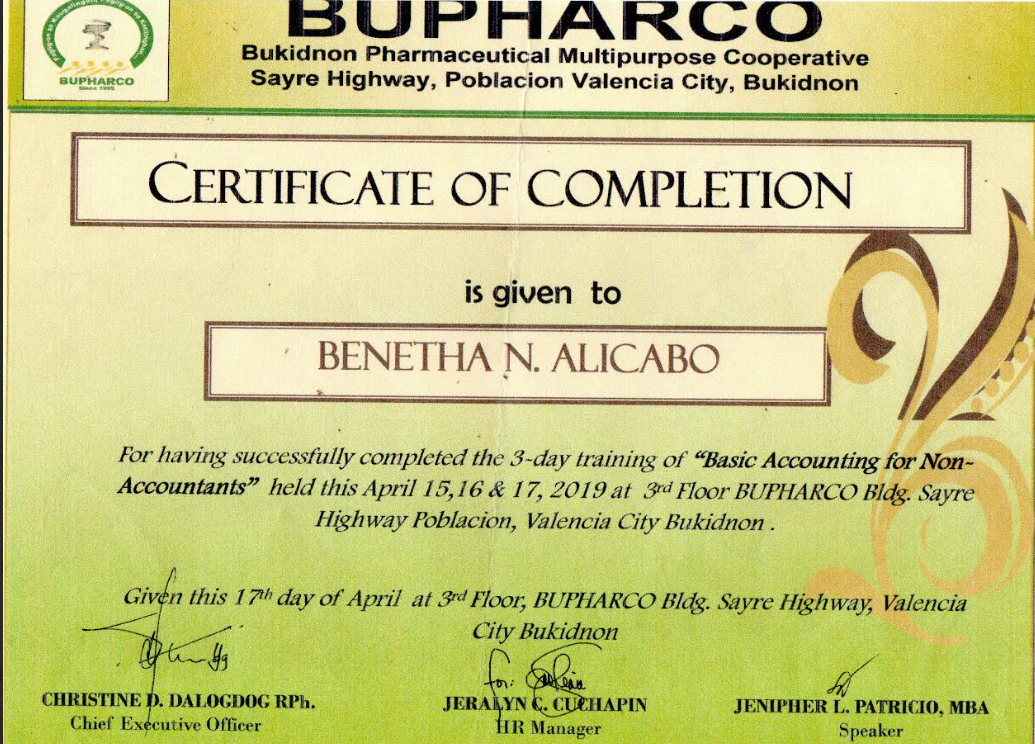 BUPHARCO
Bukidnon Pharmaceutical Multipurpose Cooperative
Sayre Highway, Poblacion Valencia City, Bukidnon
BUPHARCO
Since 1995
CERTIFICATE OF COMPLETION
is given to
BENETHA N. ALICABO
For having successfully completed the 3-day training of “Basic Accounting for Non-
Accountants” held this April 15,16 & 17, 2019 at 3rd Floor BUPHARCO Bldg. Sayre
Highway Poblacion, Valencia City Bukidnon .
Given this 17th day of April at 3rd Floor, BUPHARCO Bldg. Sayre Highway, Valencia
City Bukidnon
for:
CHRISTINE D. DALOGDOG RPh.
Chief Executive Officer
JERALYN C. CUCHAPIN
HR Manager
JENIPHER L. PATRICIO, MBA
Speaker